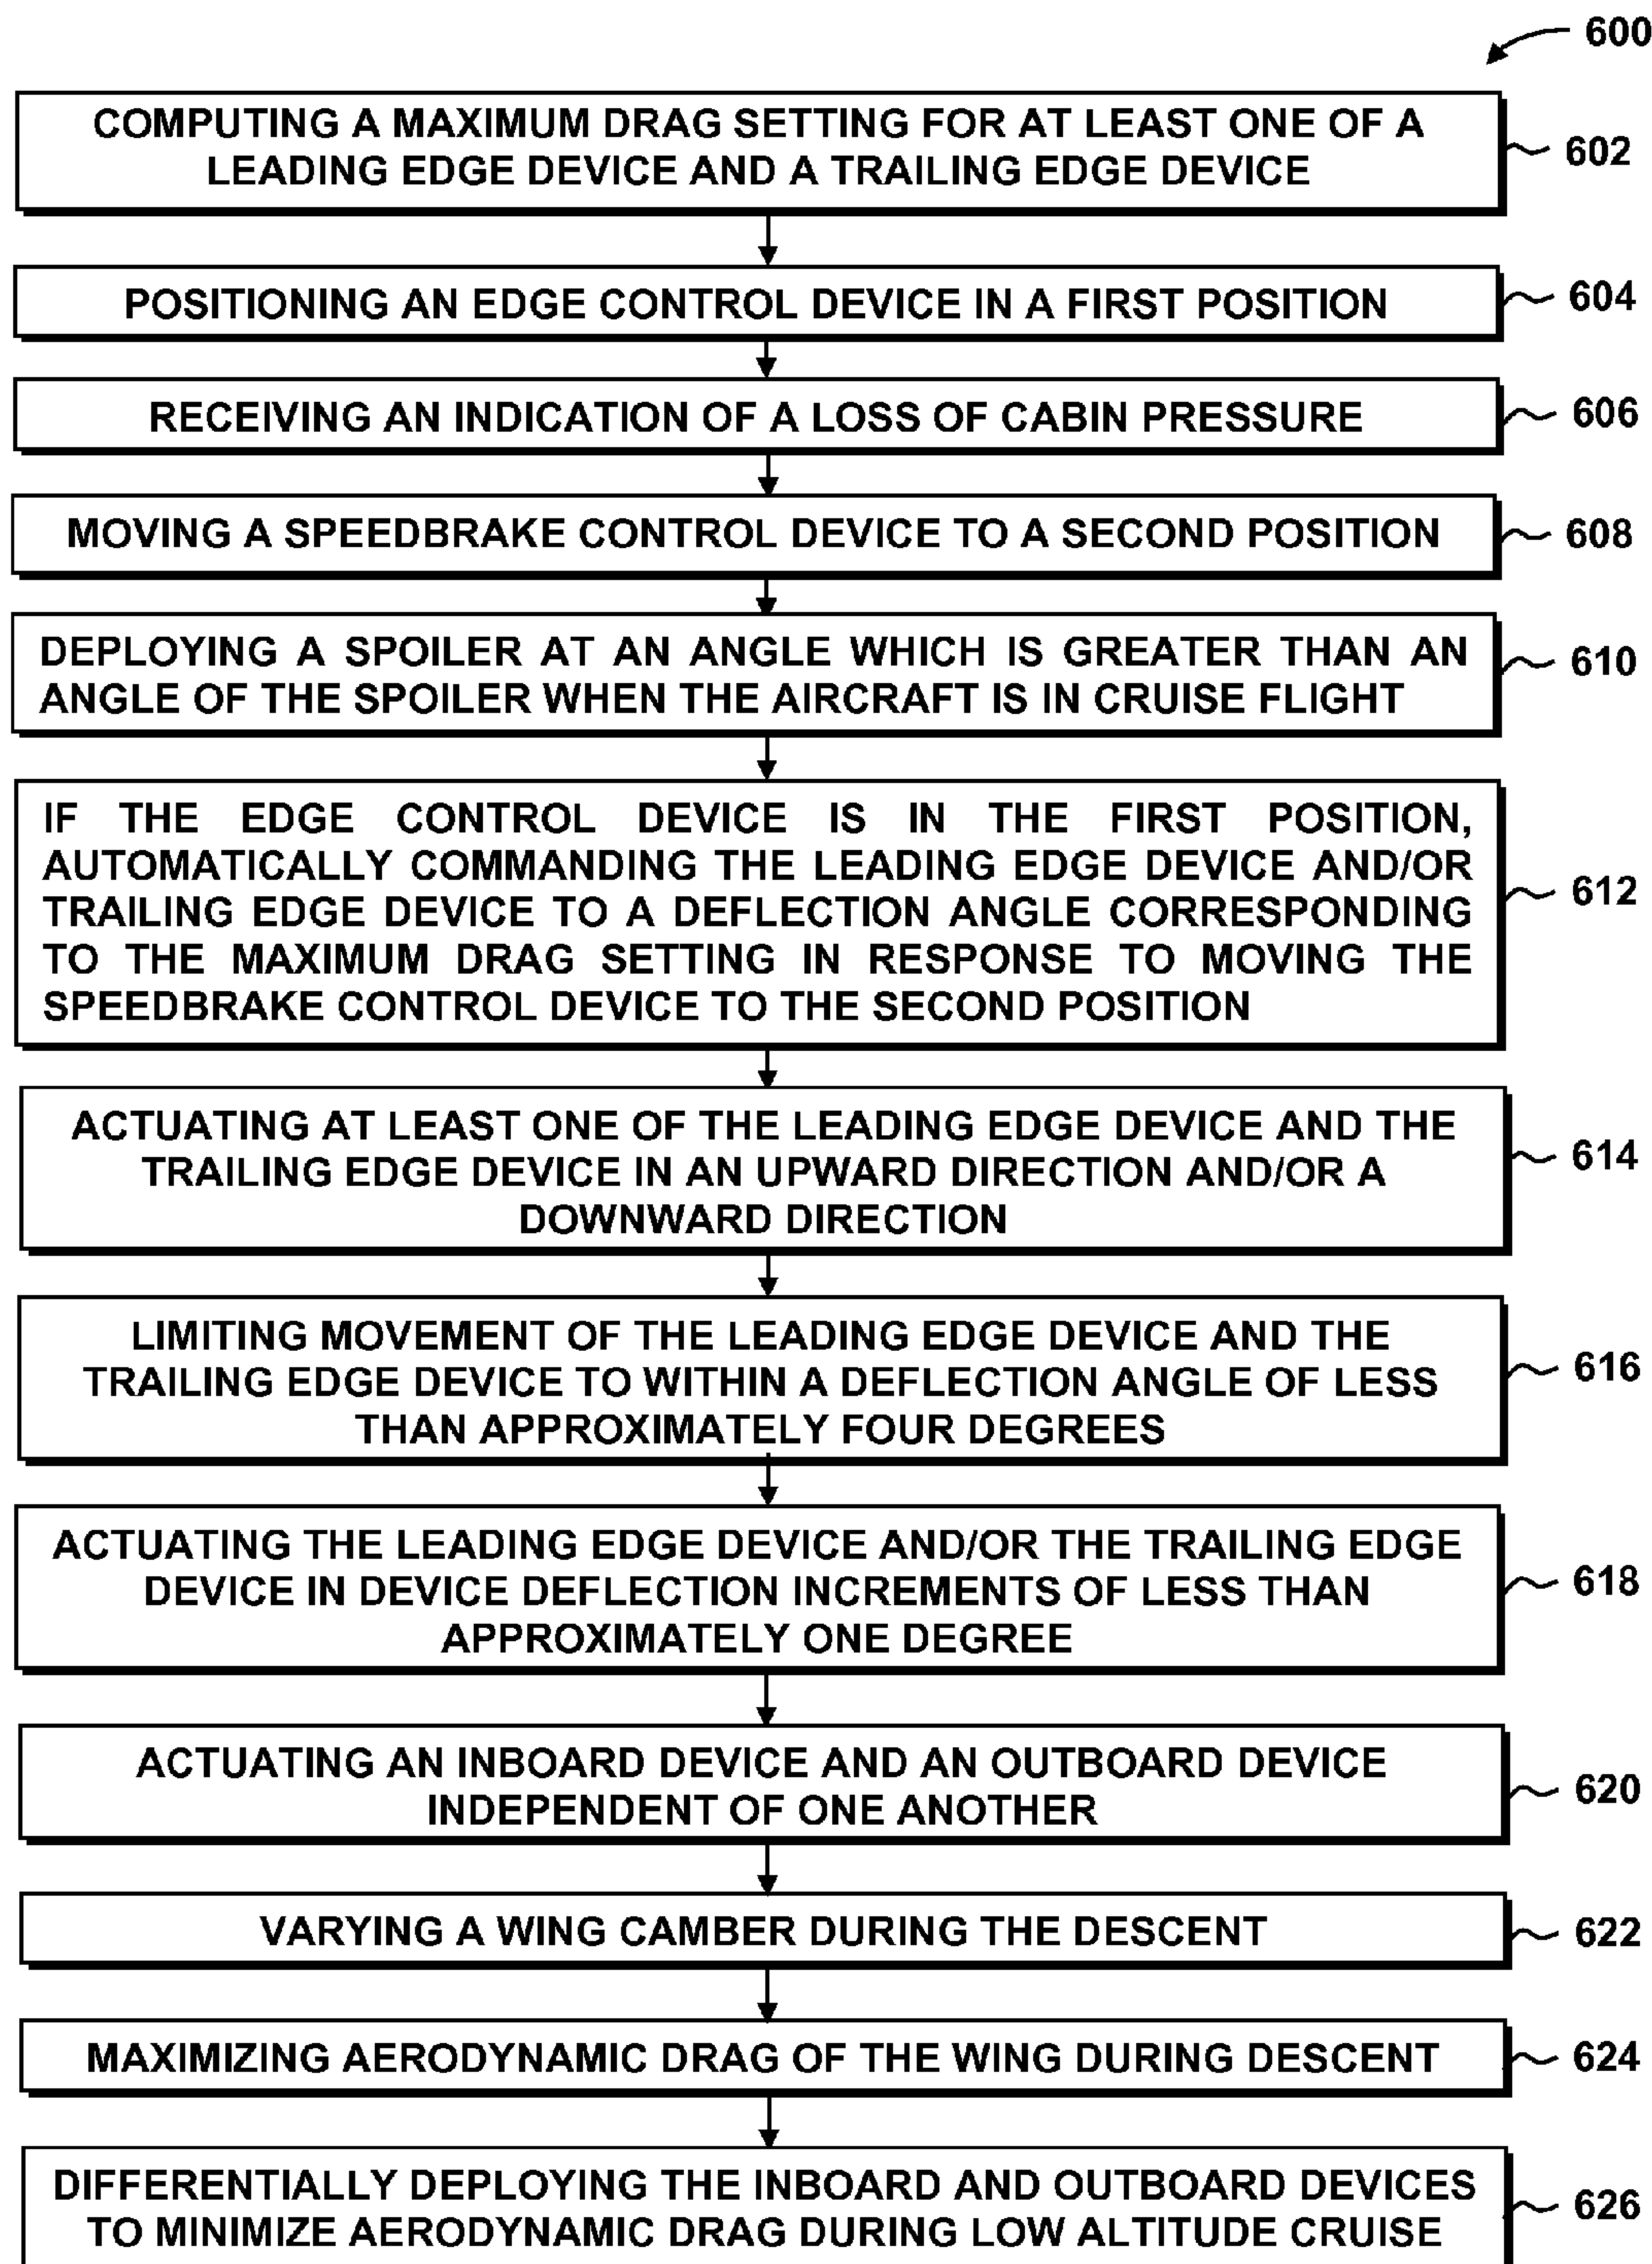 600
COMPUTING A MAXIMUM DRAG SETTING FOR AT LEAST ONE OF A
LEADING EDGE DEVICE AND A TRAILING EDGE DEVICE
602
POSITIONING AN EDGE CONTROL DEVICE IN A FIRST POSITION
604
RECEIVING AN INDICATION OF A LOSS OF CABIN PRESSURE
606
MOVING A SPEEDBRAKE CONTROL DEVICE TO A SECOND POSITION
608
DEPLOYING A SPOILER AT AN ANGLE WHICH IS GREATER THAN AN
ANGLE OF THE SPOILER WHEN THE AIRCRAFT IS IN CRUISE FLIGHT
610
IF THE EDGE CONTROL DEVICE IS IN THE FIRST POSITION,
AUTOMATICALLY COMMANDING THE LEADING EDGE DEVICE AND/OR
TRAILING EDGE DEVICE TO A DEFLECTION ANGLE CORRESPONDING
TO THE MAXIMUM DRAG SETTING IN RESPONSE TO MOVING THE
SPEEDBRAKE CONTROL DEVICE TO THE SECOND POSITION
612
ACTUATING AT LEAST ONE OF THE LEADING EDGE DEVICE AND THE
TRAILING EDGE DEVICE IN AN UPWARD DIRECTION AND/OR A
DOWNWARD DIRECTION
614
LIMITING MOVEMENT OF THE LEADING EDGE DEVICE AND THE
TRAILING EDGE DEVICE TO WITHIN A DEFLECTION ANGLE OF LESS
THAN APPROXIMATELY FOUR DEGREES
616
ACTUATING THE LEADING EDGE DEVICE AND/OR THE TRAILING EDGE
DEVICE IN DEVICE DEFLECTION INCREMENTS OF LESS THAN
APPROXIMATELY ONE DEGREE
618
ACTUATING AN INBOARD DEVICE AND AN OUTBOARD DEVICE
INDEPENDENT OF ONE ANOTHER
620
VARYING A WING CAMBER DURING THE DESCENT
622
MAXIMIZING AERODYNAMIC DRAG OF THE WING DURING DESCENT
624
DIFFERENTIALLY DEPLOYING THE INBOARD AND OUTBOARD DEVICES
TO MINIMIZE AERODYNAMIC DRAG DURING LOW ALTITUDE CRUISE
626